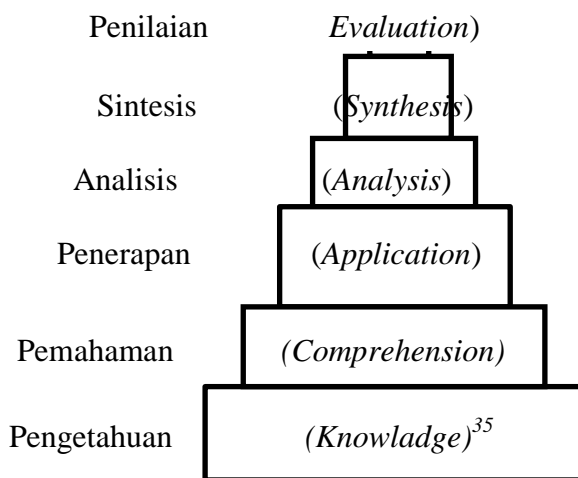 Penilaian Evaluation)
Sintesis (Synthesis)
Analisis (Analysis)
Penerapan (Application)
Pemahaman (Comprehension)
Pengetahuan (Knowladge)35